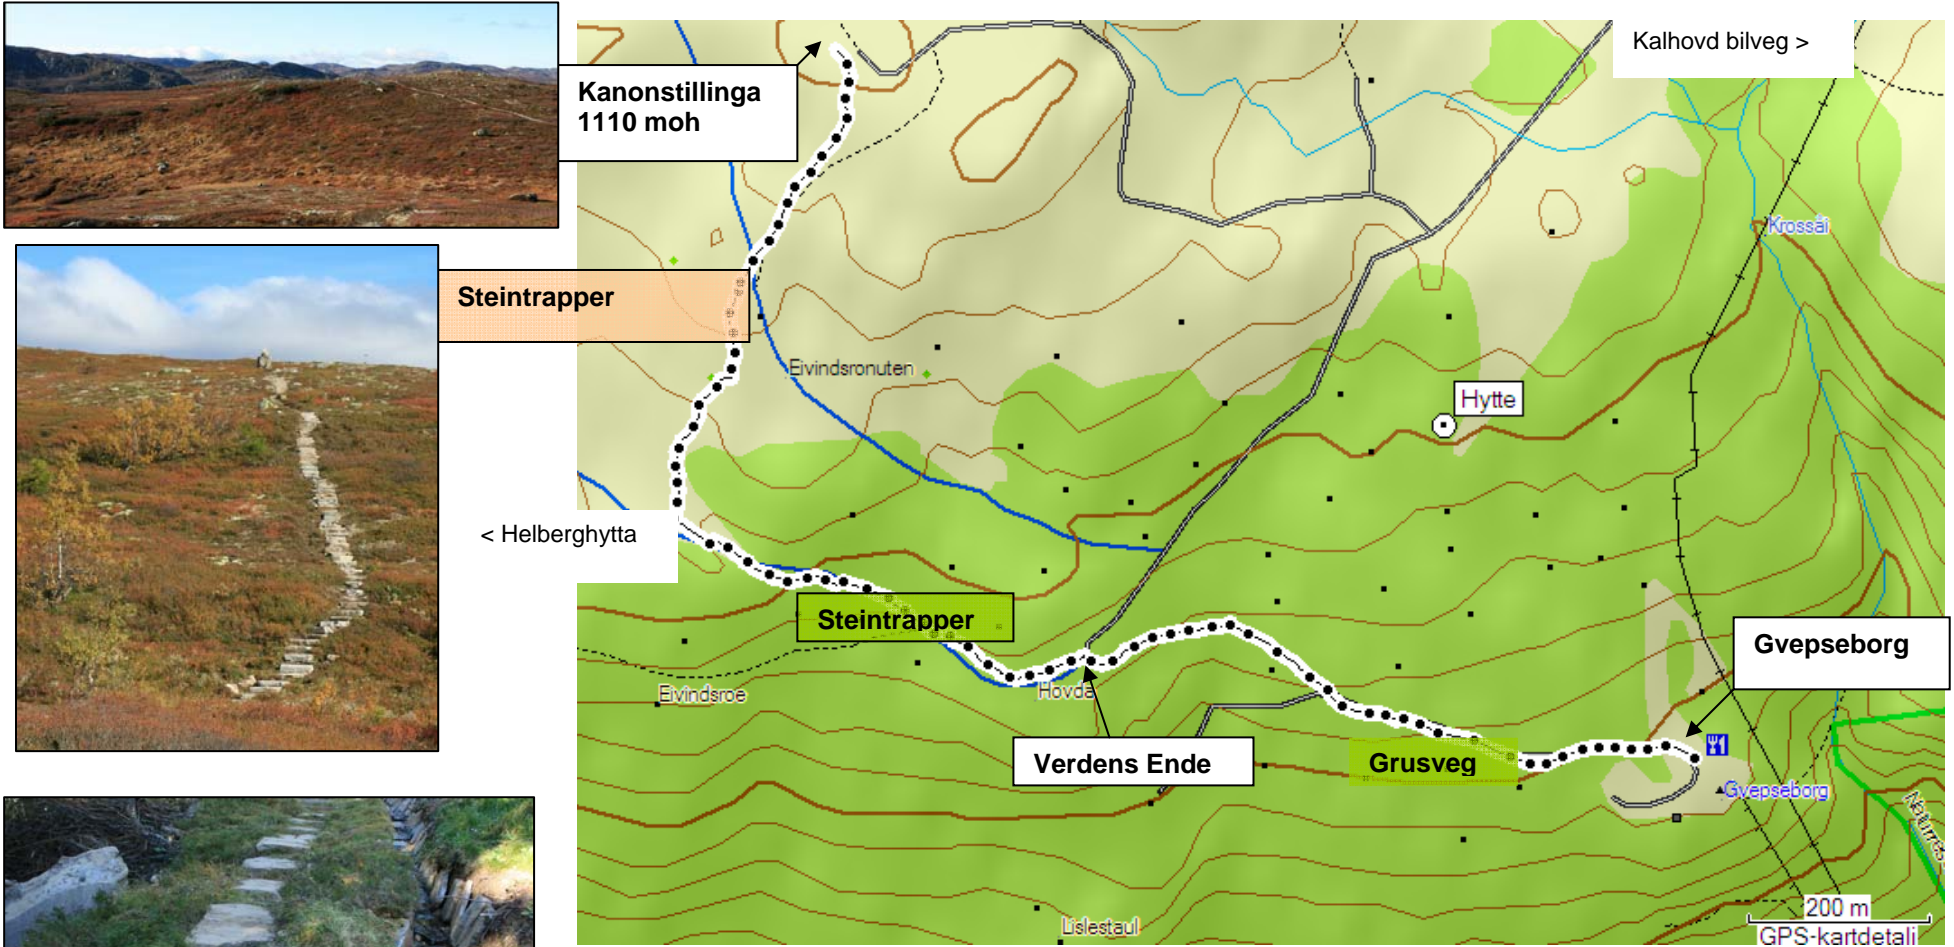 Kalhovd bilveg >
Kanonstillinga
1110 moh
Krossåi
Steintrapper
Eivindsronuten
Hytte
< Helberghytta
Steintrapper
Gvepseborg
Eivindsroe
Hovda
Verdens Ende
Grusveg
Gvepseborg
Lislestaul
200 m
GPS-kartdetalj